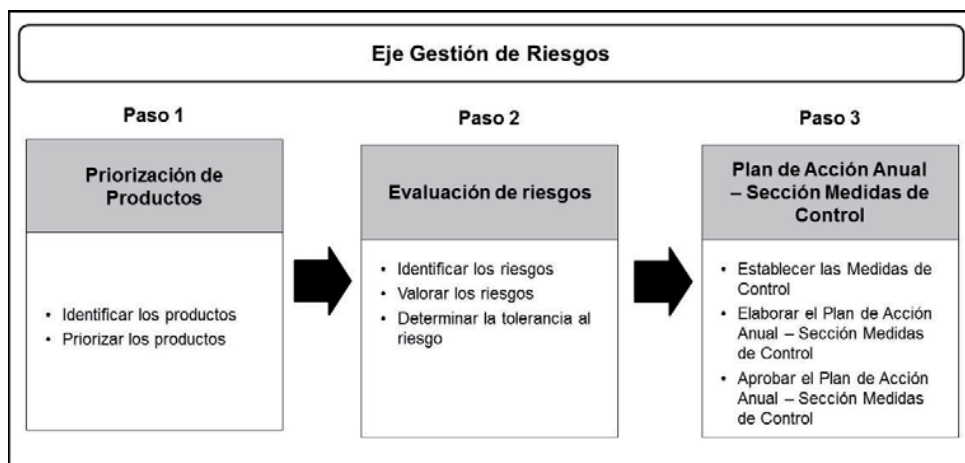 Eje Gestión de Riesgos
Paso 1
Priorización de
Productos
• Identificar los productos
• Priorizar los productos
Paso 2
Evaluación de riesgos
• Identificar los riesgos
• Valorar los riesgos
• Determinar la tolerancia al
riesgo
Paso 3
Plan de Acción Anual
– Sección Medidas de
Control
• Establecer las Medidas de
Control
• Elaborar el Plan de Acción
Anual – Sección Medidas
de Control
• Aprobar el Plan de Acción
Anual – Sección Medidas
de Control